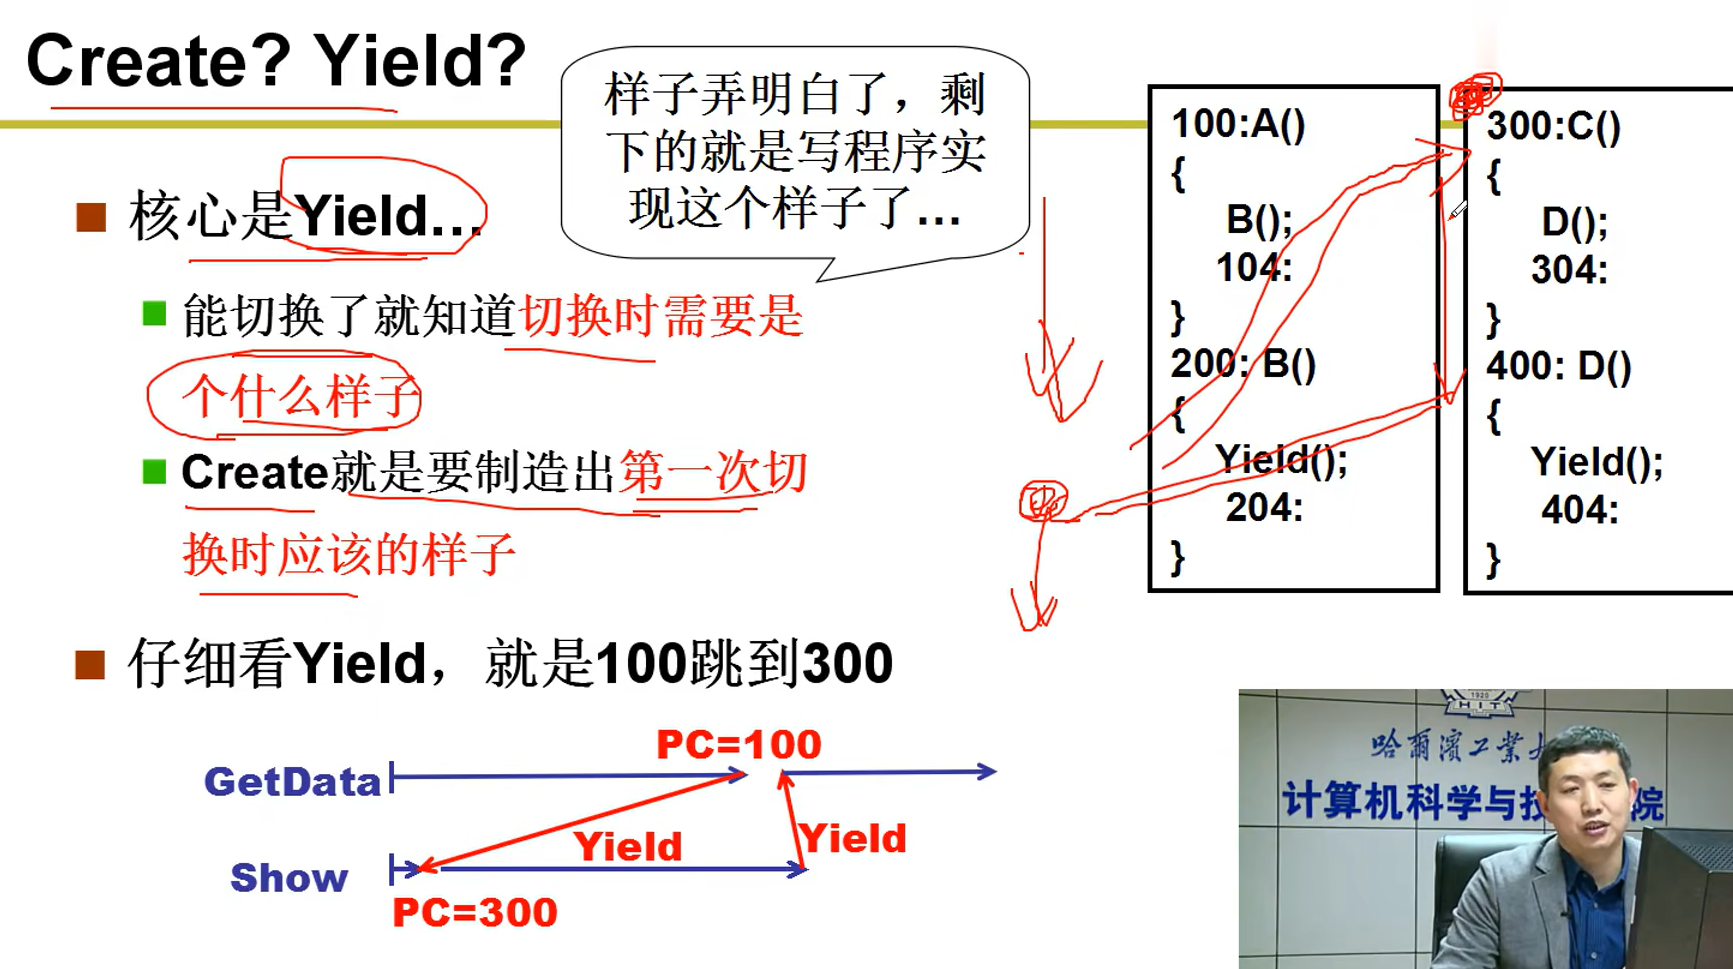 Create? Yield?
样子弄明白了，剩
下的就是写程序实
现这个样子了...
核心是Yield...
能切换了就知道切换时需要是
个什么样子
Create就是要制造出第一次切
换时应该的样子
仔细看Yield，就是100跳到300
100:A()
{
B();
104:
}
200: B()
{
Yield();
204:
}
300:C()
{
D();
304:
}
400: D()
{
Yield();
404:
}
PC=100
GetData
Yield
Yield
Show
PC=300
1920
HIT
哈尔滨工业大
计算机科学与技
院